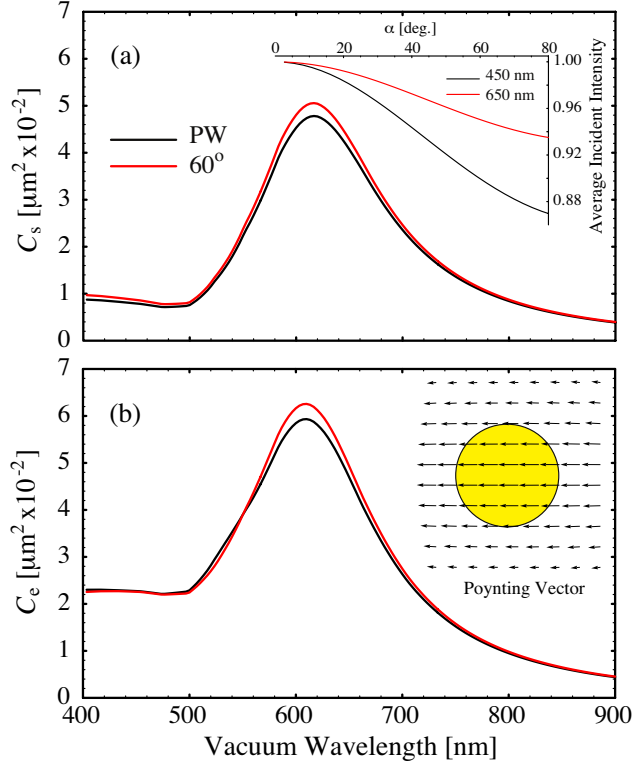 7
6
5
4
3
2
1
0
C_s [μm² x10⁻²]
(a)
PW
60°
α [deg.]
0 20 40 60 80
450 nm
650 nm
1.00
0.96
0.92
0.88
Average Incident Intensity
7
6
5
4
3
2
1
0
C_e [μm² x10⁻²]
(b)
Poynting Vector
400 500 600 700 800 900
Vacuum Wavelength [nm]